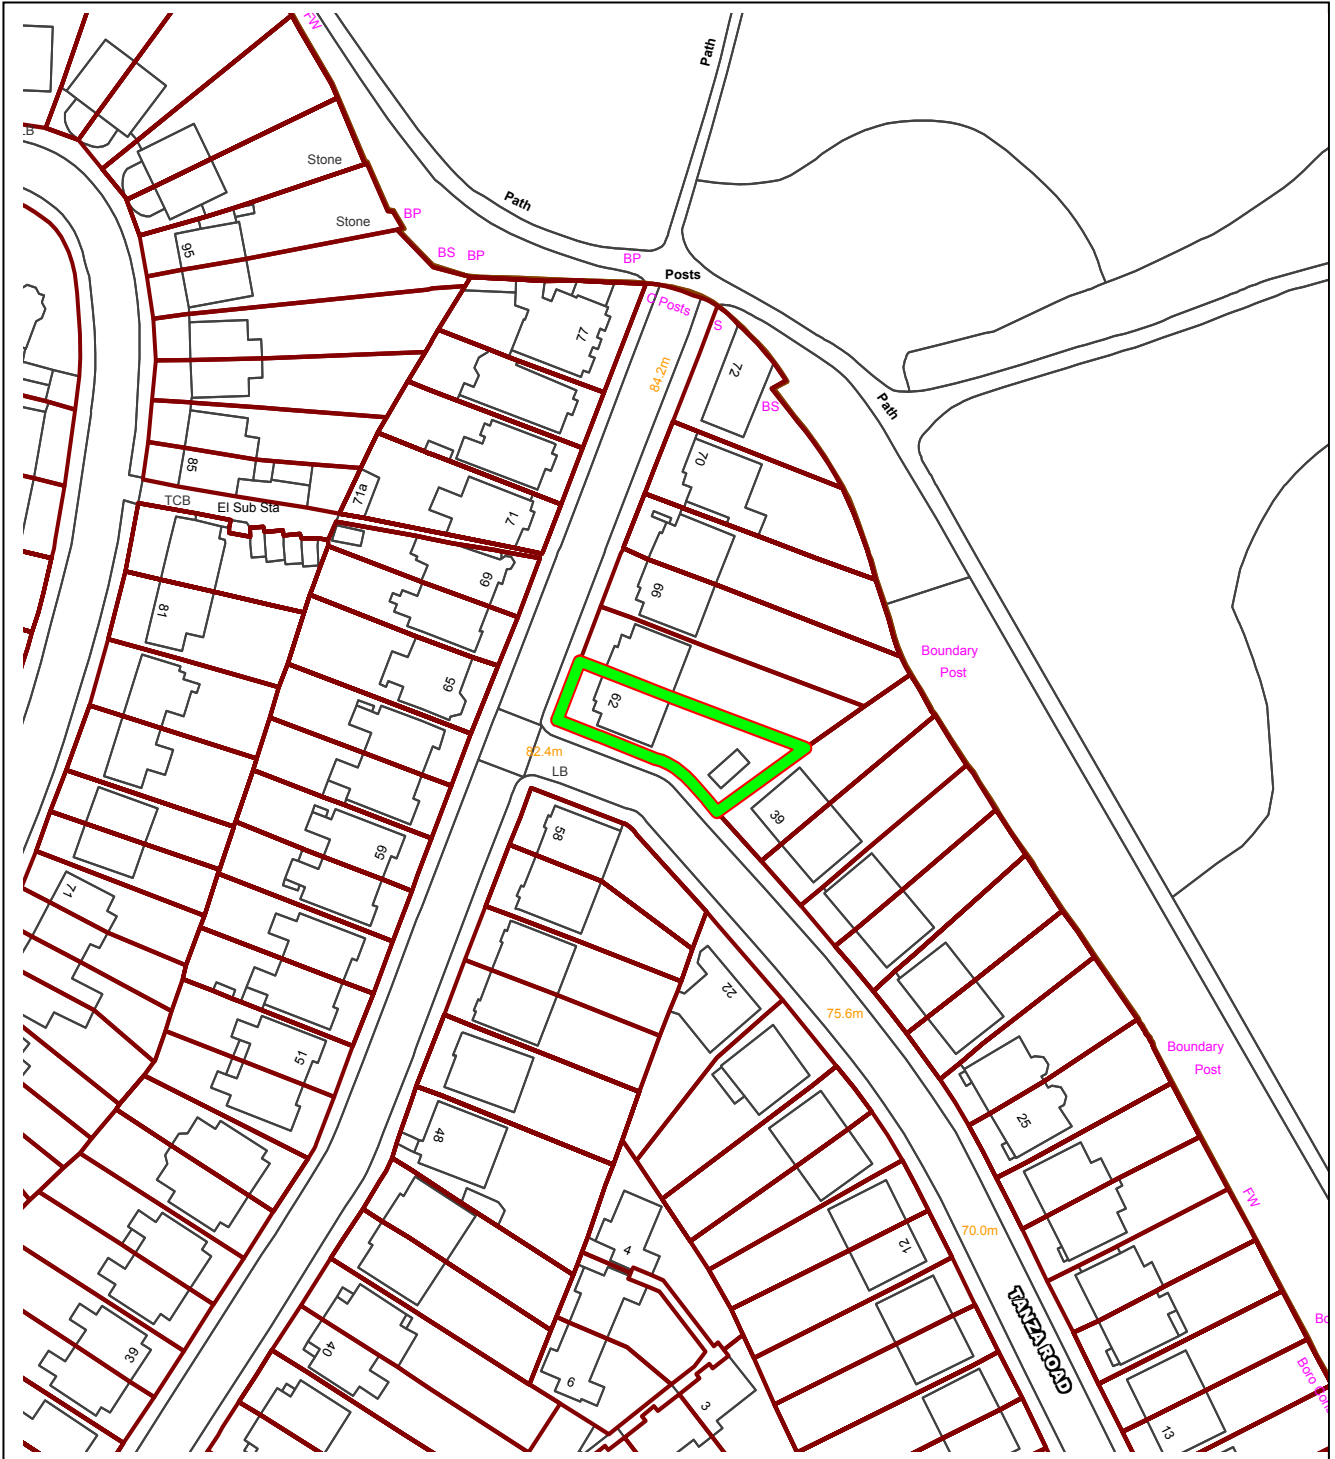 FW
Path
LB
Stone
Path
Stone
BP
BS
BP
BP
Posts
C Posts
S
95
77
84.2m
72
BS
Path
85
70
71a
TCB
El Sub Sta
71
69
66
81
Boundary
Post
59
62
82.4m
LB
39
58
65
71
22
75.6m
51
Boundary
Post
25
48
FW
4
12
70.0m
TANZA ROAD
40
39
6
3
13
Boro Cons